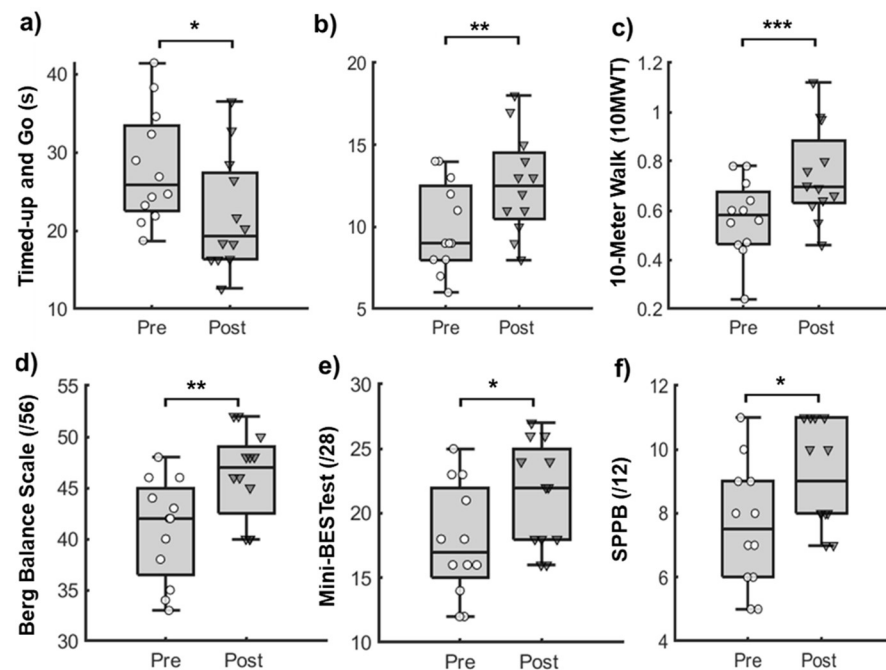 a)
*
Timed-up and Go (s)
40
30
20
10
Pre
Post
b)
**
20
15
10
5
Pre
Post
c)
***
10-Meter Walk (10MWT)
1.2
1
0.8
0.6
0.4
0.2
Pre
Post
d)
**
Berg Balance Scale (/56)
55
50
45
40
35
30
Pre
Post
e)
*
Mini-BESTest (/28)
30
25
20
15
10
Pre
Post
f)
*
SPPB (/12)
12
10
8
6
4
Pre
Post